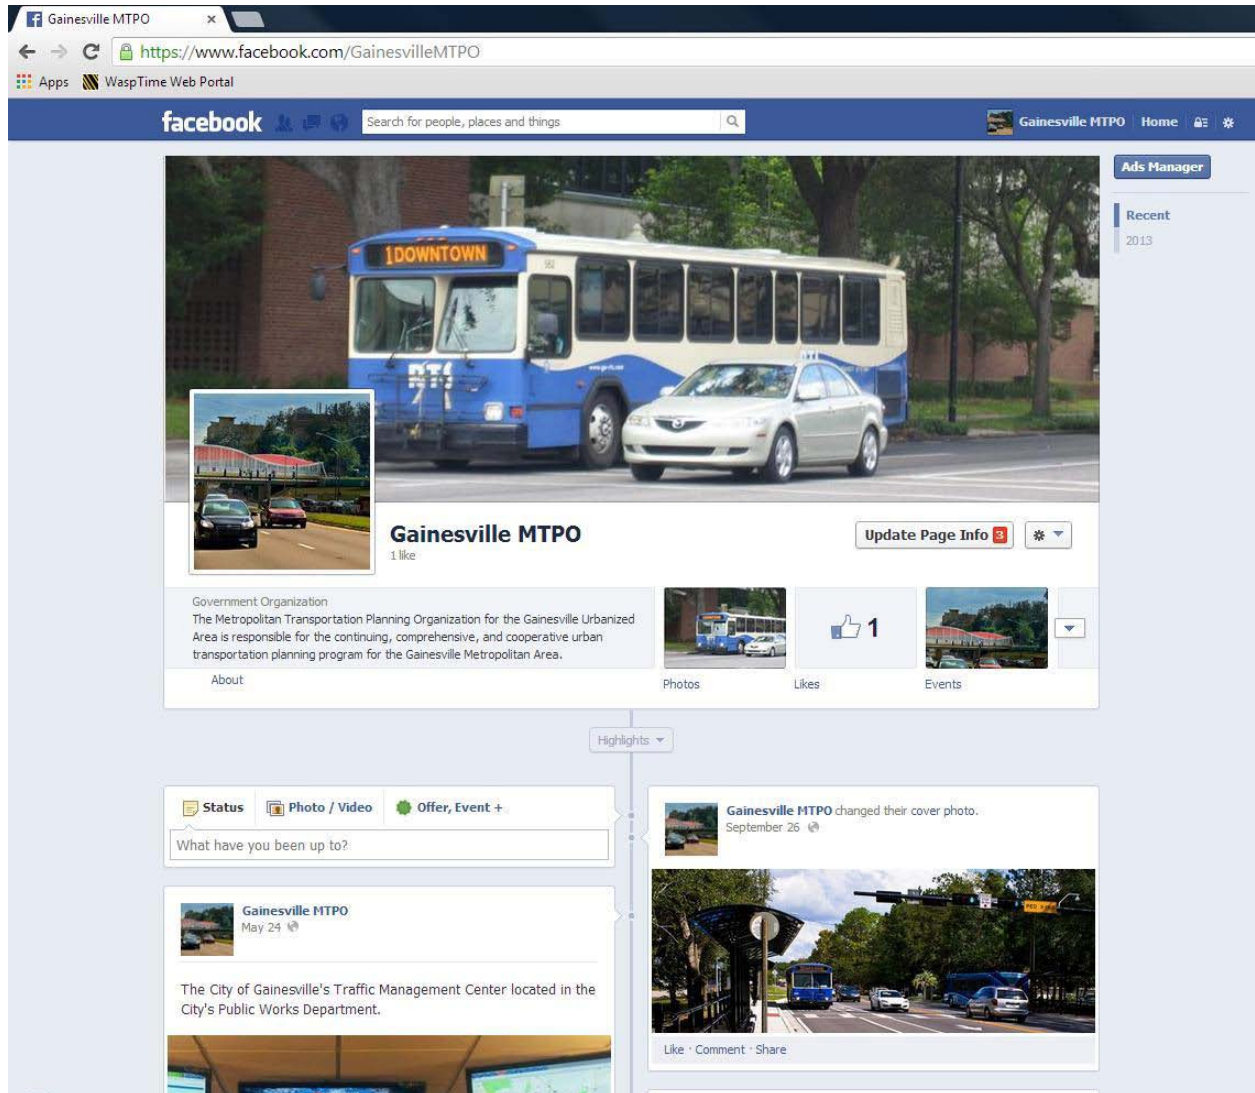 Gainesville MTPO
https://www.facebook.com/GainesvilleMTPO
Apps WaspTime Web Portal
facebook Search for people, places and things Gainesville MTPO Home
Ads Manager
Recent
2013
1 DOWNTOWN
RTS
Gainesville MTPO
1 like
Update Page Info 3
Government Organization
The Metropolitan Transportation Planning Organization for the Gainesville Urbanized
Area is responsible for the continuing, comprehensive, and cooperative urban
transportation planning program for the Gainesville Metropolitan Area.
About
1
Photos Likes Events
Highlights
Status Photo / Video Offer, Event +
What have you been up to?
Gainesville MTPO
May 24
The City of Gainesville's Traffic Management Center located in the
City's Public Works Department.
Gainesville MTPO changed their cover photo.
September 26
Like · Comment · Share